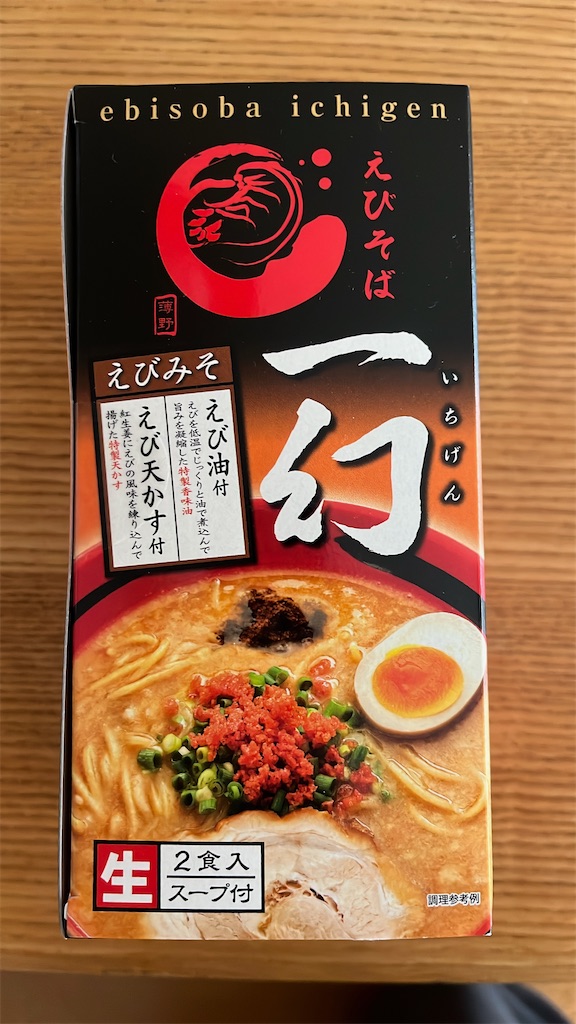 ebisoba ichigen
えびそば
薄野
一幻
いちげん
えびみそ
えび油付
えびを低温でじっくりと油で煮込んで
旨みを凝縮した特製香味油
えび天かす付
紅生姜にえびの風味を練り込んで
揚げた特製天かす
生
2食入
スープ付
調理参考例